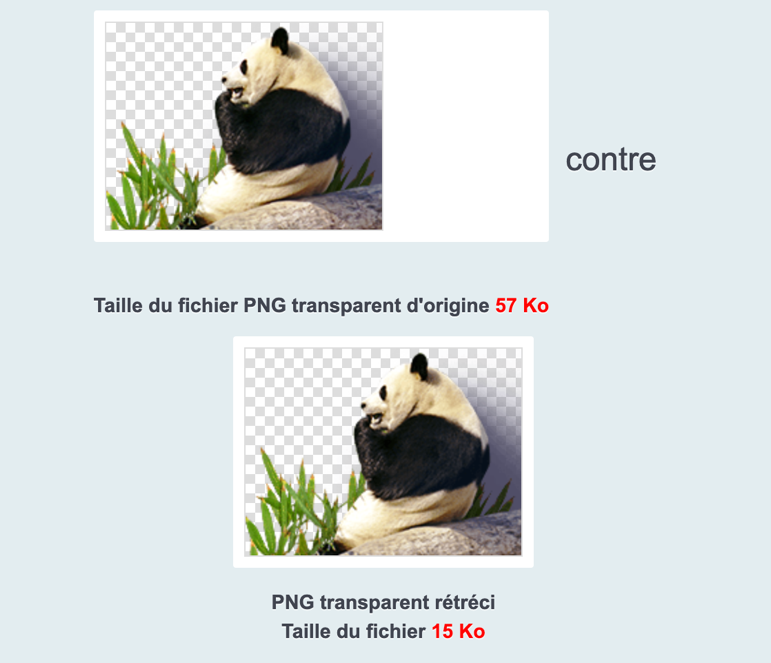 contre
Taille du fichier PNG transparent d'origine 57 Ko
PNG transparent rétréci
Taille du fichier 15 Ko